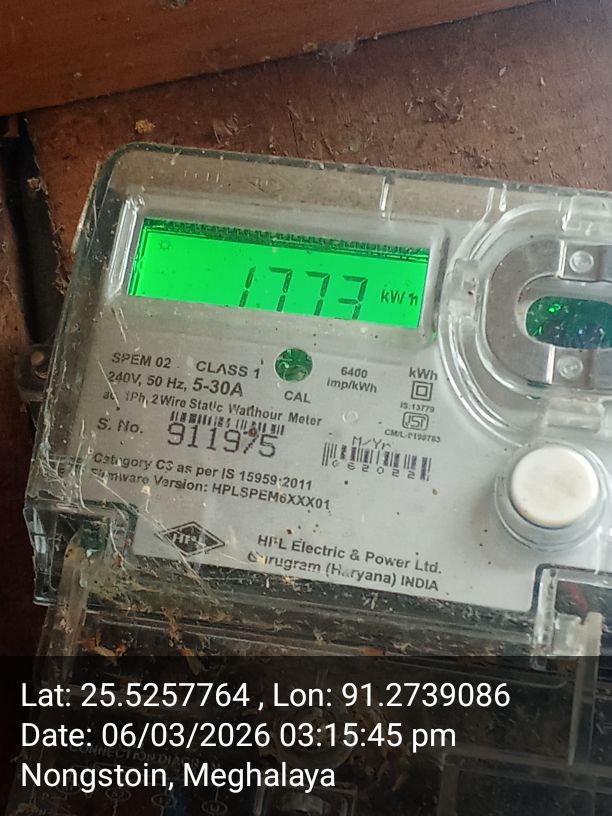 1773 kWh
SPEM 02 CLASS 1 6400 kWh
240V, 50 Hz, 5-30A CAL imp/kWh
ac 1Ph, 2Wire Static Watthour Meter
IS:13779
S. No. 911975 M/Yr
062022
Category C3 as per IS 15959:2011
Firmware Version: HPLSPEM6XXX01
HPL
HPL Electric & Power Ltd.
Gurugram (Haryana) INDIA
Lat: 25.5257764 , Lon: 91.2739086
Date: 06/03/2026 03:15:45 pm
Nongstoin, Meghalaya